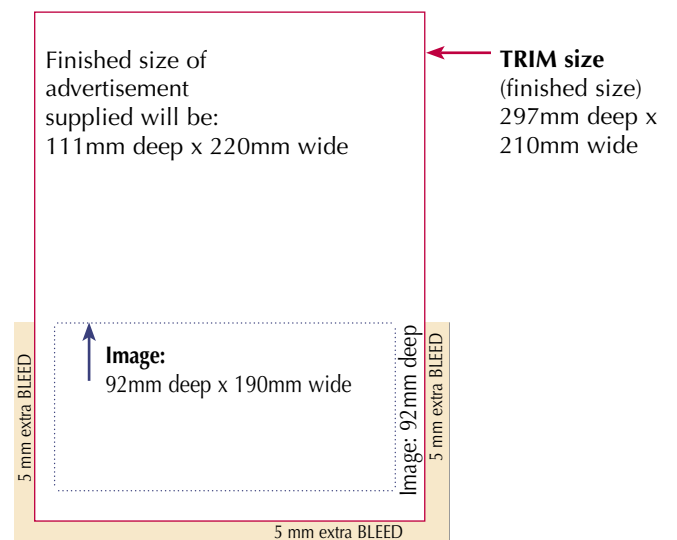 Finished size of
advertisement
supplied will be:
111mm deep x 220mm wide
TRIM size
(finished size)
297mm deep x
210mm wide
Image:
92mm deep x 190mm wide
Image: 92mm deep
5 mm extra BLEED
5 mm extra BLEED
5 mm extra BLEED